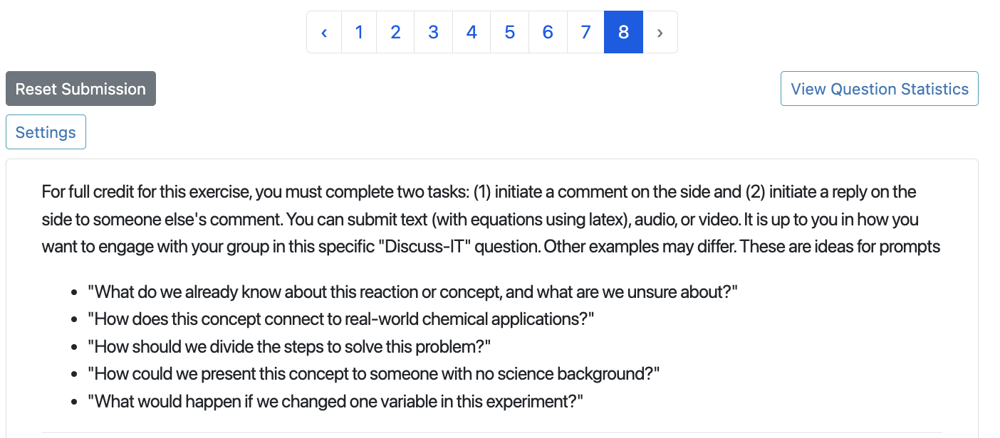 ‹ 1 2 3 4 5 6 7 8 ›
Reset Submission
View Question Statistics
Settings
For full credit for this exercise, you must complete two tasks: (1) initiate a comment on the side and (2) initiate a reply on the
side to someone else's comment. You can submit text (with equations using latex), audio, or video. It is up to you in how you
want to engage with your group in this specific "Discuss-IT" question. Other examples may differ. These are ideas for prompts
• "What do we already know about this reaction or concept, and what are we unsure about?"
• "How does this concept connect to real-world chemical applications?"
• "How should we divide the steps to solve this problem?"
• "How could we present this concept to someone with no science background?"
• "What would happen if we changed one variable in this experiment?"